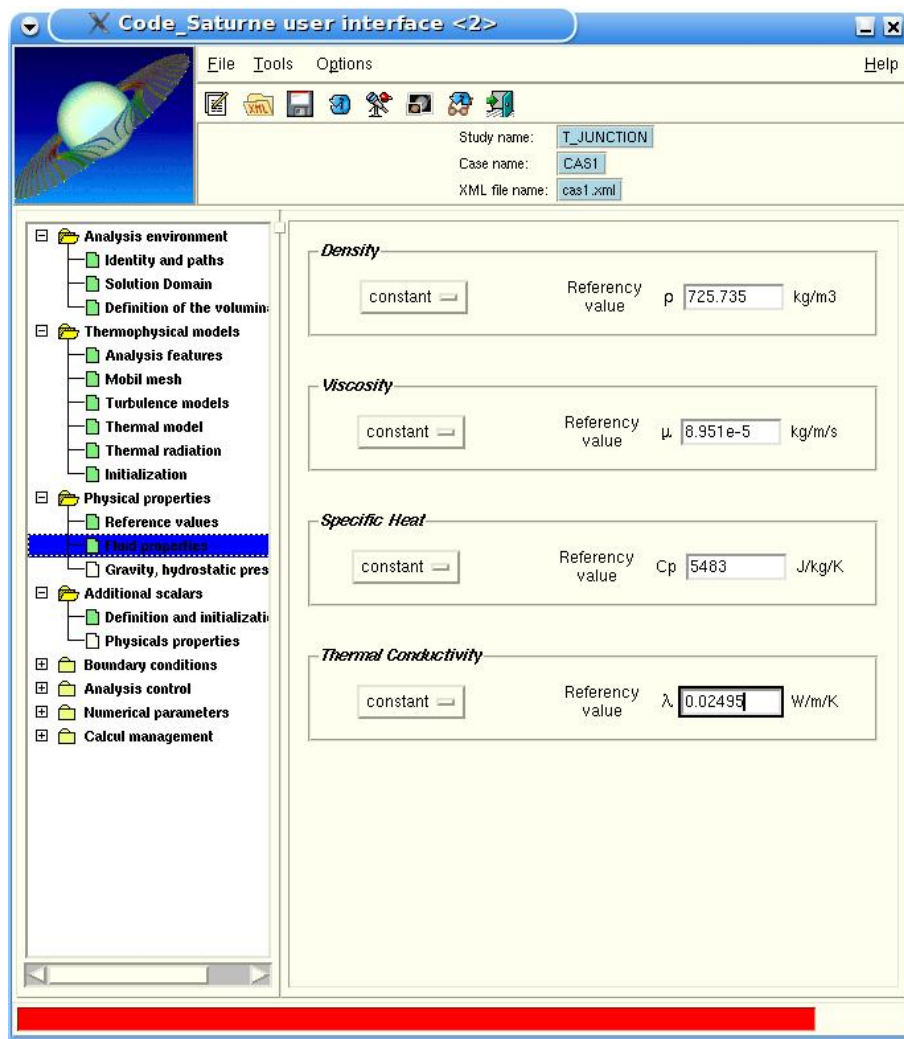 Code_Saturne user interface <2>
File Tools Options Help
Study name: T_JUNCTION
Case name: CAS1
XML file name: cas1.xml
Analysis environment
Identity and paths
Solution Domain
Definition of the volumin
Thermophysical models
Analysis features
Mobil mesh
Turbulence models
Thermal model
Thermal radiation
Initialization
Physical properties
Reference values
Fluid properties
Gravity, hydrostatic pres
Additional scalars
Definition and initializati
Physicals properties
Boundary conditions
Analysis control
Numerical parameters
Calcul management
Density
constant Referency value ρ 725.735 kg/m3
Viscosity
constant Referency value μ 8.951e-5 kg/m/s
Specific Heat
constant Referency value Cp 5483 J/kg/K
Thermal Conductivity
constant Referency value λ 0.02495 W/m/K